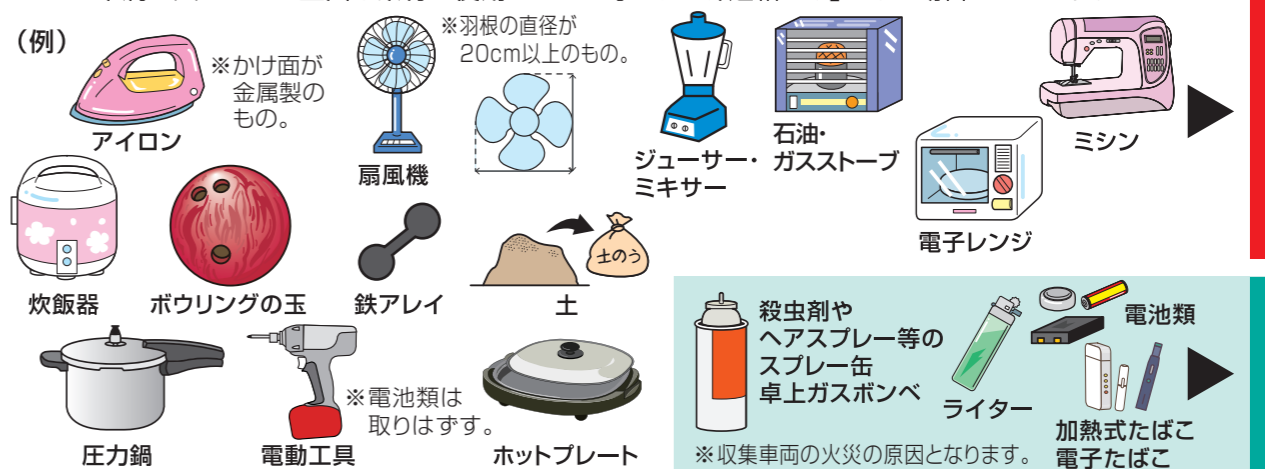 (例)
※かけ面が
金属製の
もの。
アイロン
扇風機
※羽根の直径が
20cm以上のもの。
ジューサー・
ミキサー
石油・
ガスストーブ
電子レンジ
ミシン
炊飯器
ボウリングの玉
鉄アレイ
土のう
土
圧力鍋
※電池類は
取りはずす。
電動工具
ホットプレート
殺虫剤や
ヘアスプレー等の
スプレー缶
卓上ガスボンベ
ライター
電池類
加熱式たばこ
電子たばこ
※収集車両の火災の原因となります。